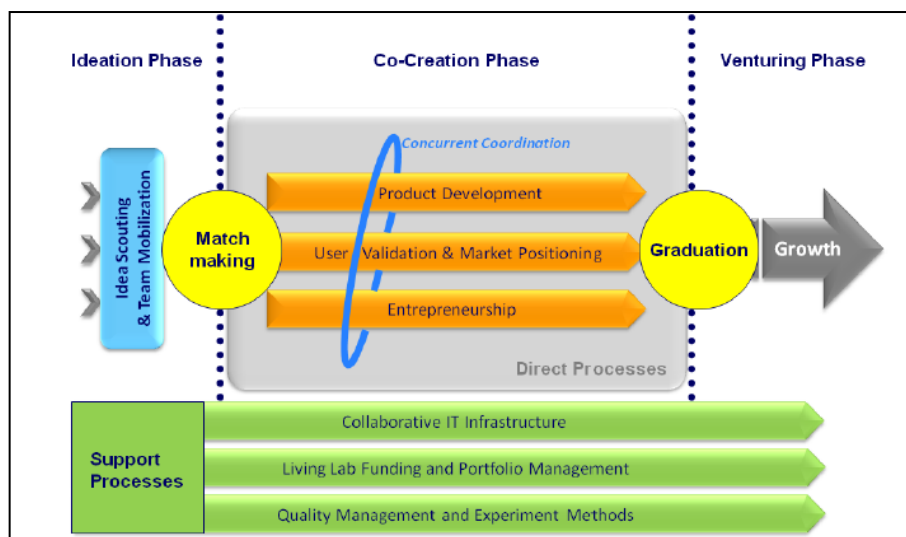 Ideation Phase
Co-Creation Phase
Venturing Phase
Concurrent Coordination
Idea Scouting
& Team Mobilization
Match
making
Product Development
User Validation & Market Positioning
Entrepreneurship
Graduation
Growth
Direct Processes
Support
Processes
Collaborative IT Infrastructure
Living Lab Funding and Portfolio Management
Quality Management and Experiment Methods